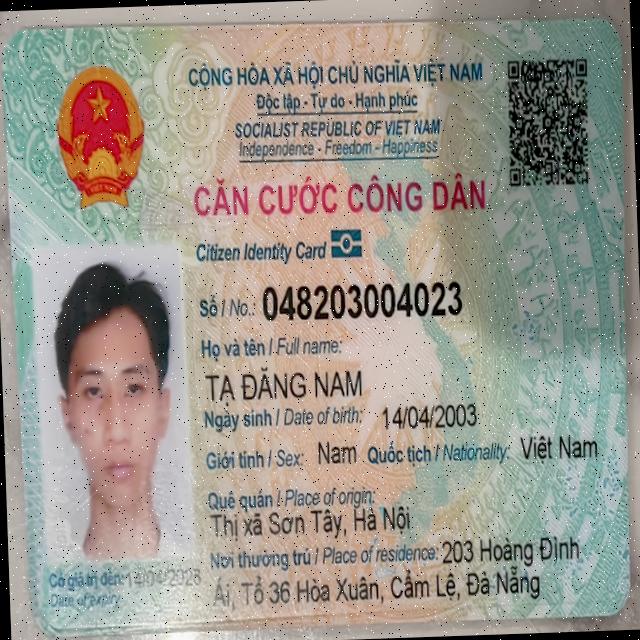 CỘNG HÒA XÃ HỘI CHỦ NGHĨA VIỆT NAM
Độc lập - Tự do - Hạnh phúc
SOCIALIST REPUBLIC OF VIET NAM
Independence - Freedom - Happiness
CĂN CƯỚC CÔNG DÂN
Citizen Identity Card
Số / No.: 048203004023
Họ và tên / Full name:
TẠ ĐĂNG NAM
Ngày sinh / Date of birth: 14/04/2003
Giới tính / Sex: Nam Quốc tịch / Nationality: Việt Nam
Quê quán / Place of origin:
Thị xã Sơn Tây, Hà Nội
Nơi thường trú / Place of residence: 203 Hoàng Định
Ái, Tổ 36 Hòa Xuân, Cẩm Lệ, Đà Nẵng
Có giá trị đến: 14/04/2028
Date of expiry